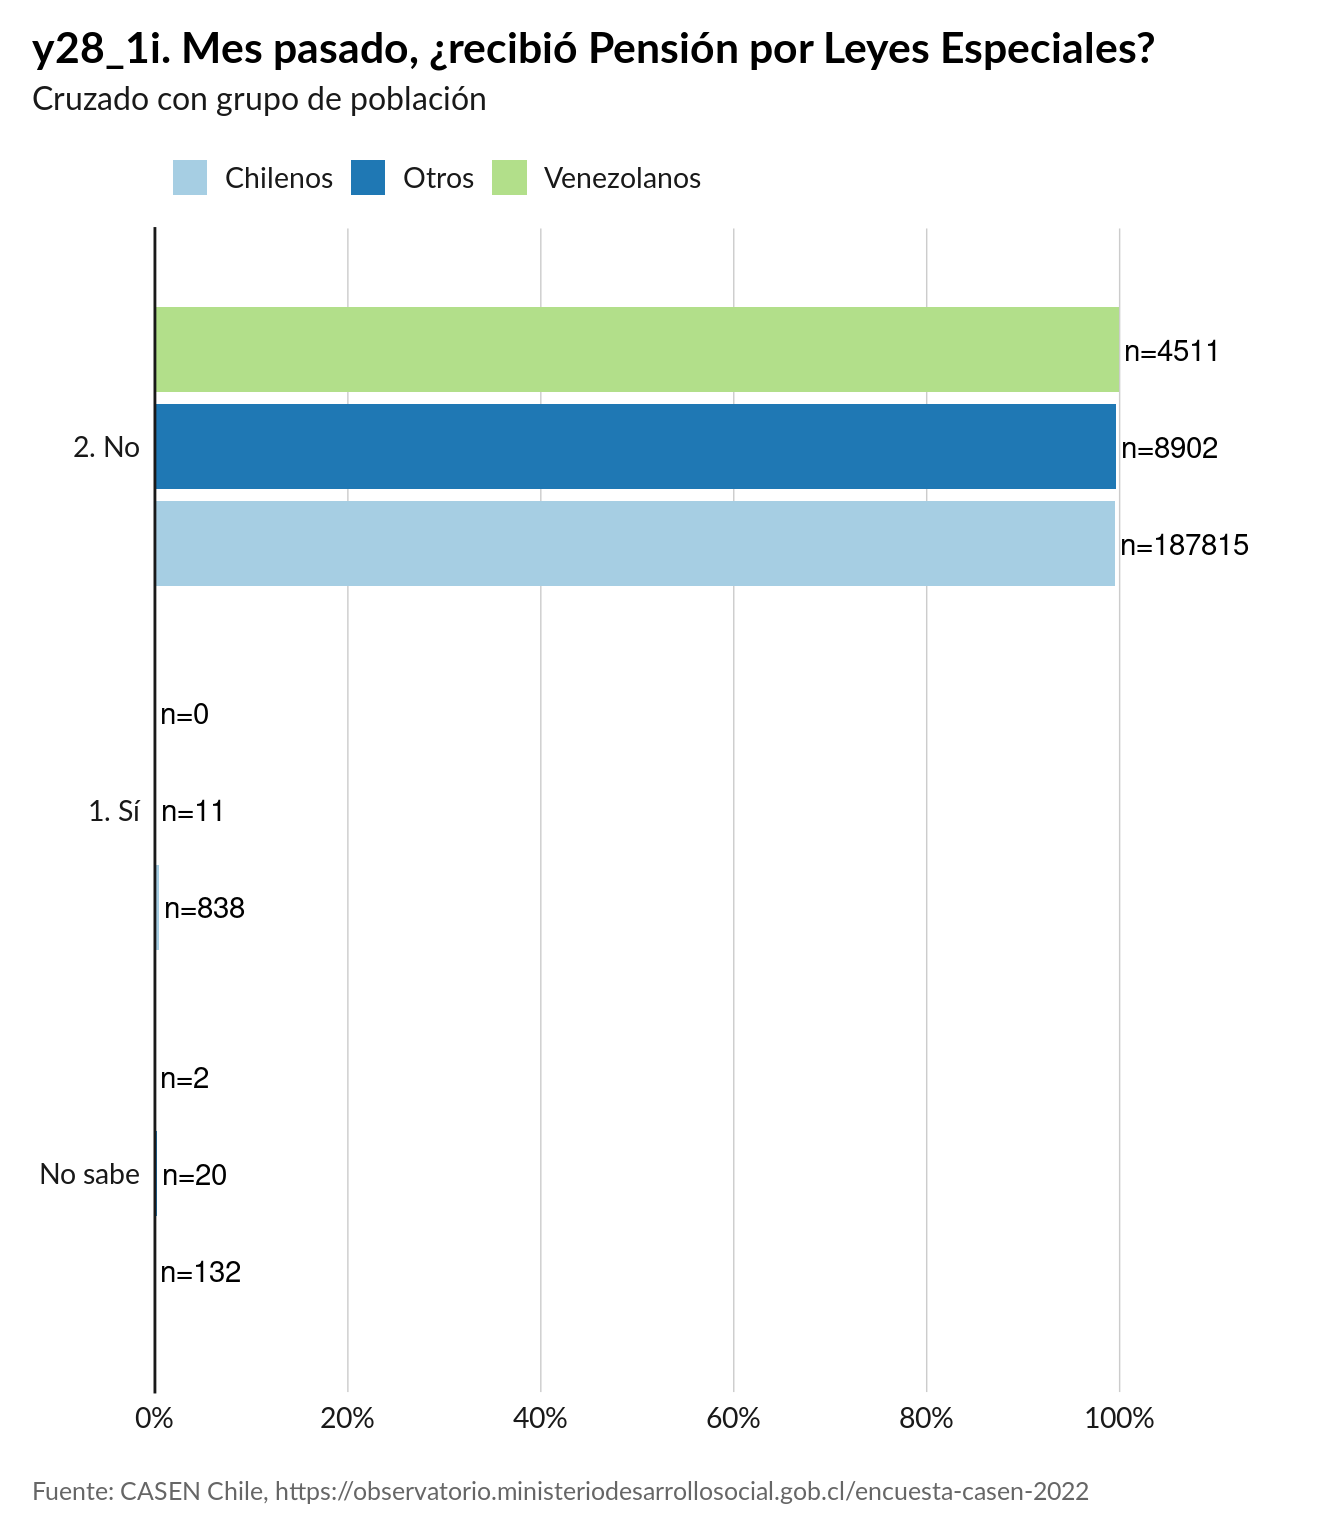 y28_1i. Mes pasado, ¿recibió Pensión por Leyes Especiales?
Cruzado con grupo de población
Chilenos Otros Venezolanos
n=4511
2. No n=8902
n=187815
n=0
1. Sí n=11
n=838
n=2
No sabe n=20
n=132
0% 20% 40% 60% 80% 100%
Fuente: CASEN Chile, https://observatorio.ministeriodesarrollosocial.gob.cl/encuesta-casen-2022